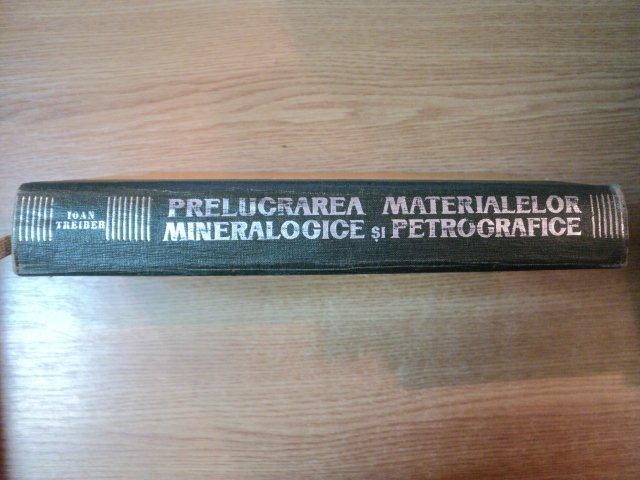 IOAN
TREIBER
PRELUCRAREA MATERIALELOR
MINERALOGICE ȘI PETROGRAFICE